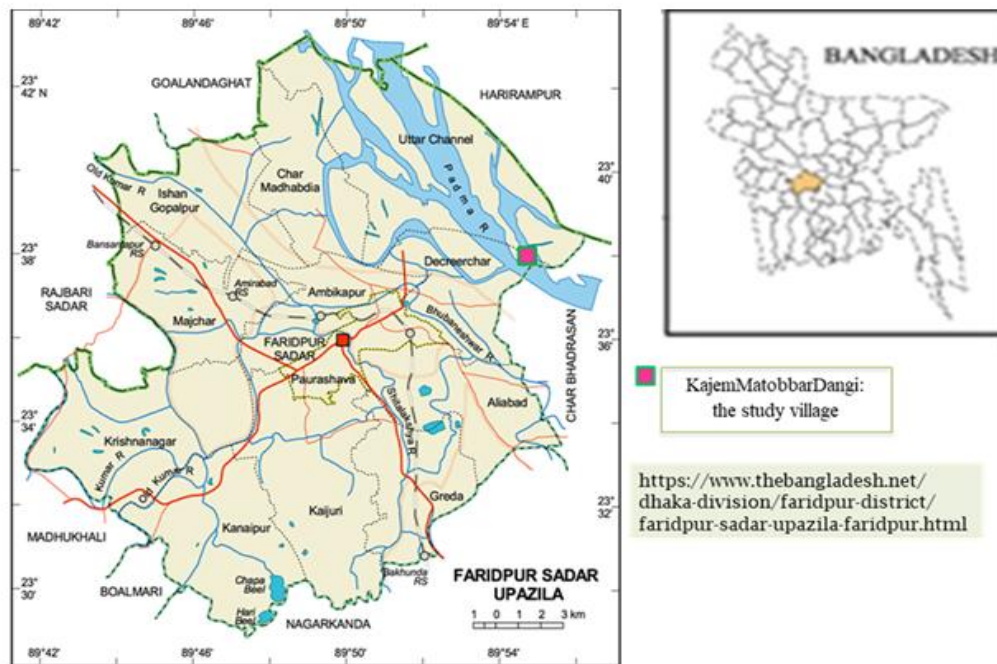 89°42' 89°46' 89°50' 89°54' E
23°
42' N
GOALANDAGHAT
HARIRAMPUR
Uttar Channel
23°
40'
Old Kumar R
Char
Madhabdia
Padma R
Ishan
Gopalpur
23°
38'
Bansantapur
RS
Decreerchar
Amirabad
RS
Ambikapur
RAJBARI
SADAR
Majchar
Bhubaneshwar R
23°
36'
FARIDPUR
SADAR
CHAR BHADRASAN
Paurashava
Shitalakshya R
Aliabad
23°
34'
Krishnanagar
Kumar R
Old Kumar R
Greda
23°
32'
Kanaipur
Kaijuri
MADHUKHALI
Bakhunda
RS
BOALMARI
Chapa
Beel
23°
30'
Hari
Beel
NAGARKANDA
FARIDPUR SADAR
UPAZILA
1 0 1 2 3 km
89°42' 89°46' 89°50' 89°54'
BANGLADESH
KajemMatobbarDangi:
the study village
https://www.thebangladesh.net/
dhaka-division/faridpur-district/
faridpur-sadar-upazila-faridpur.html